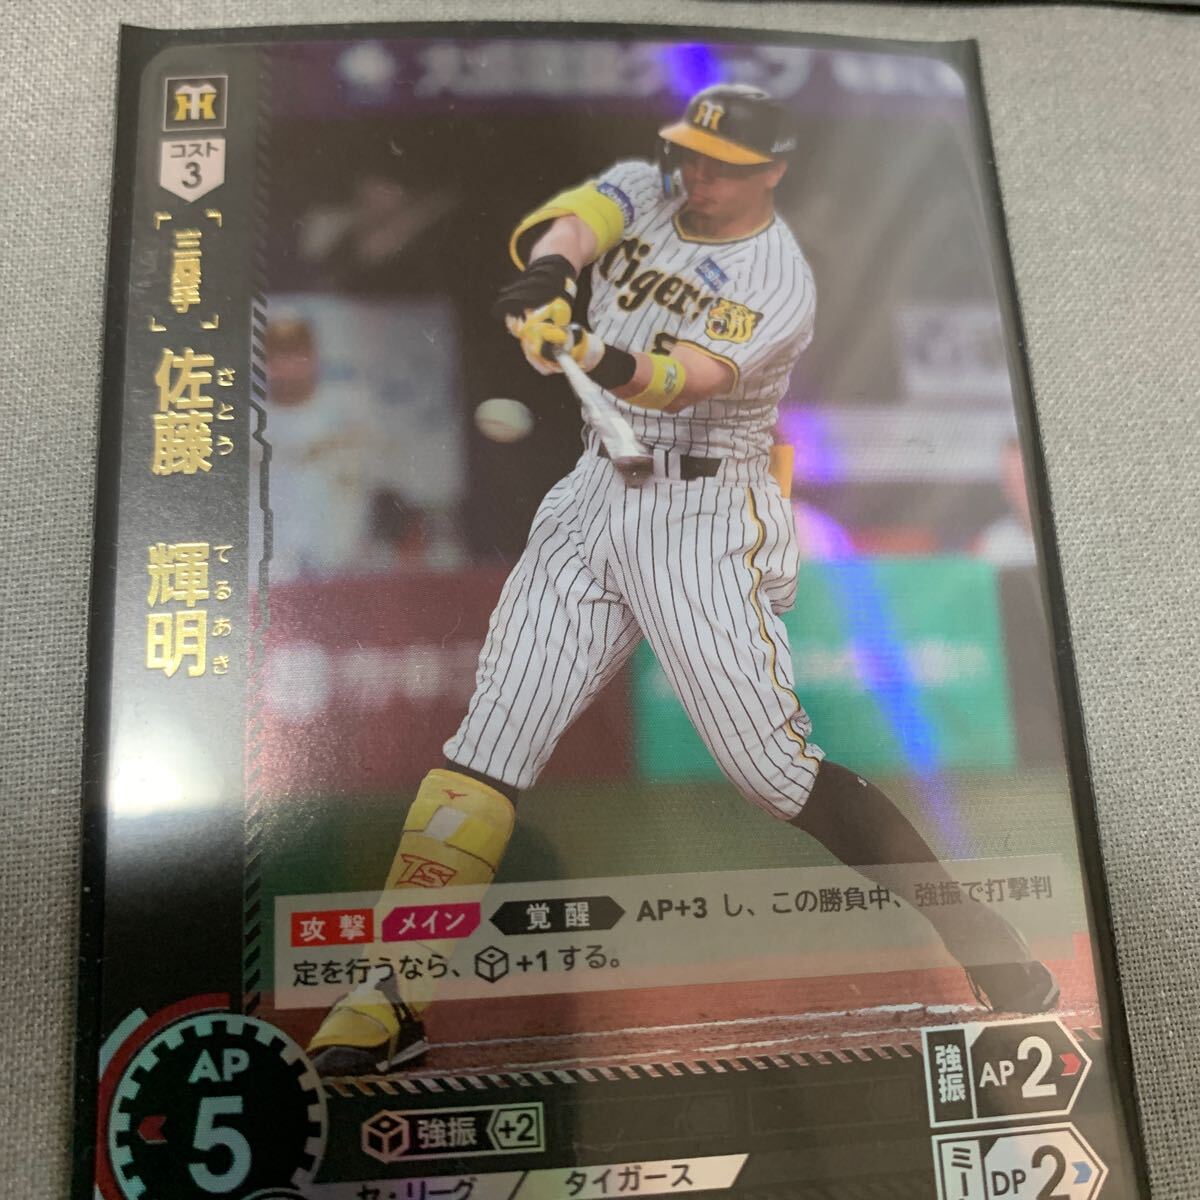 コスト
3
三塁手
佐藤 輝明
さとう
てるあき
Tigers
攻撃 メイン 覚醒 AP+3 し、この勝負中、強振で打撃判
定を行うなら、+1 する。
AP
5
強振 +2
セ・リーグ / タイガース
強振 AP 2
ミー DP 2